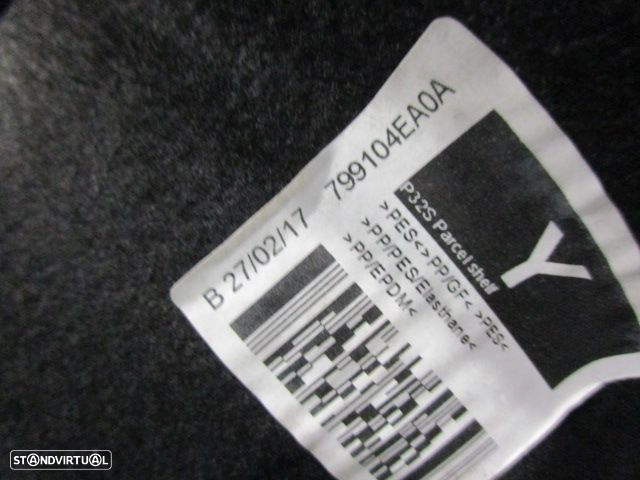 B 27/02/17 799104EA0A
P32S Parcel shelf
>PES<>PP/GF< >PES<
>PP/PES/Elasthane<
>PP/EPDM<
Y
STANDVIRTUAL